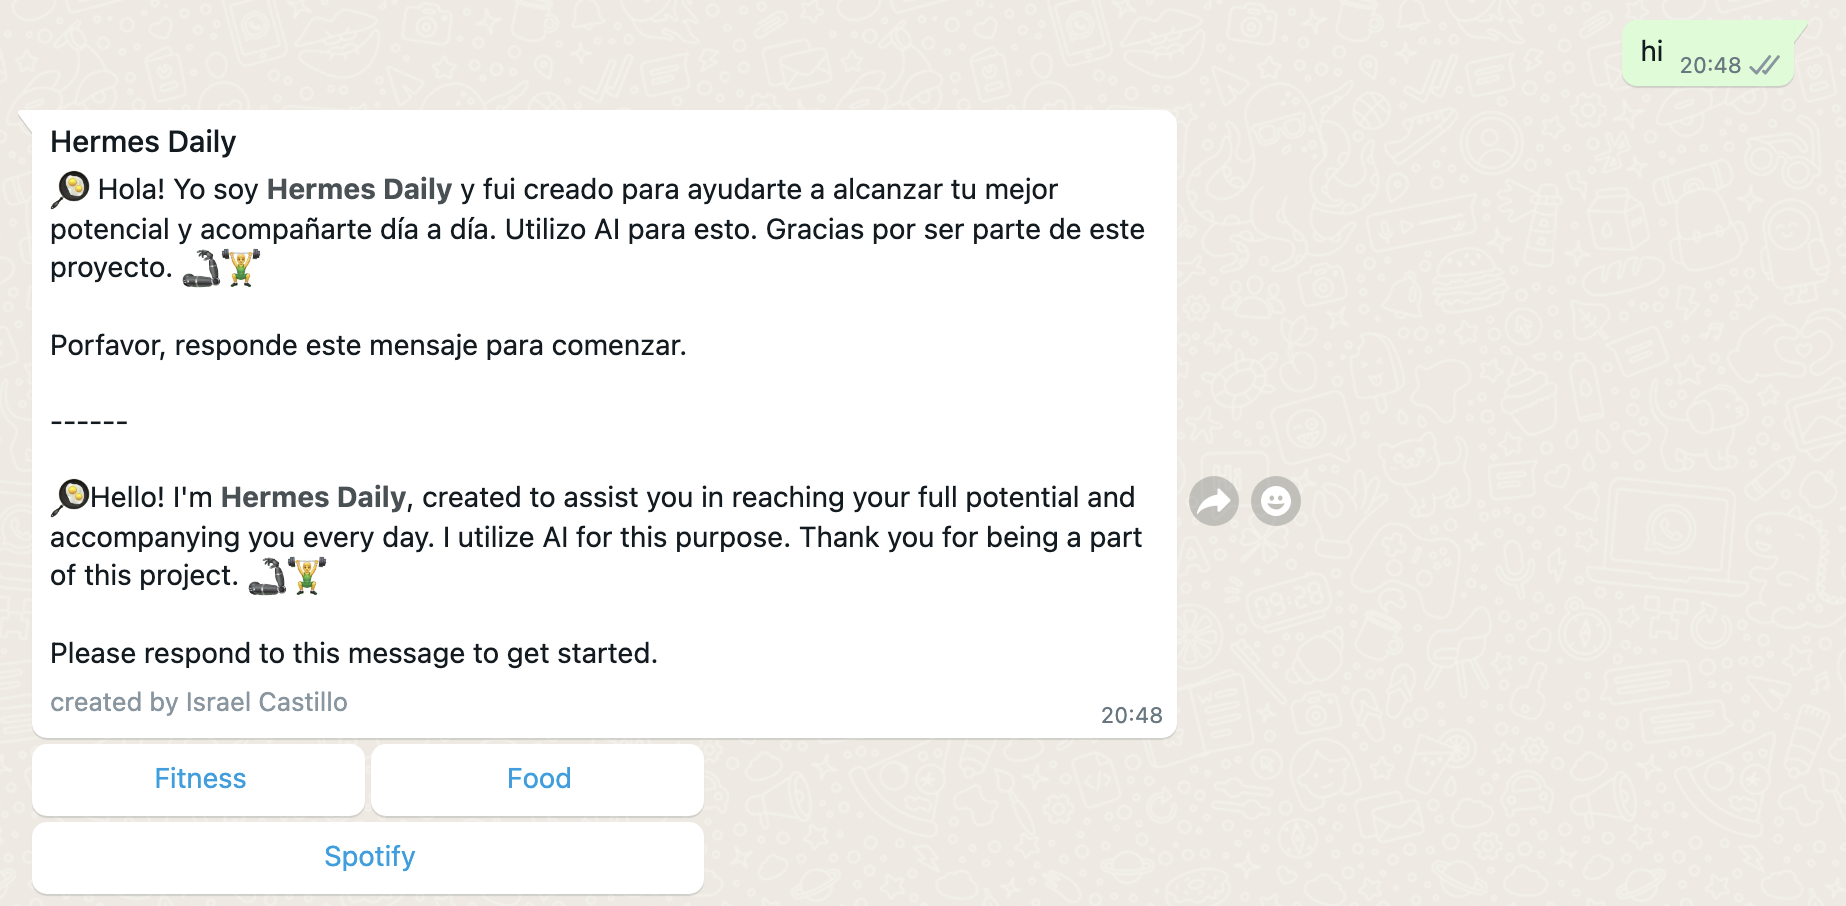 hi
20:48
Hermes Daily
🍳 Hola! Yo soy Hermes Daily y fui creado para ayudarte a alcanzar tu mejor
potencial y acompañarte día a día. Utilizo AI para esto. Gracias por ser parte de este
proyecto. 🦾🏋️
Porfavor, responde este mensaje para comenzar.
------
🍳Hello! I'm Hermes Daily, created to assist you in reaching your full potential and
accompanying you every day. I utilize AI for this purpose. Thank you for being a part
of this project. 🦾🏋️
Please respond to this message to get started.
created by Israel Castillo
20:48
Fitness
Food
Spotify